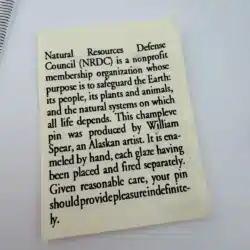 Natural Resources Defense
Council (NRDC) is a nonprofit
membership organization whose
purpose is to safeguard the Earth:
its people, its plants and animals,
and the natural systems on which
all life depends. This champleve
pin was produced by William
Spear, an Alaskan artist. It is ena-
meled by hand, each glaze having
been placed and fired separately.
Given reasonable care, your pin
should provide pleasure indefinite-
ly.